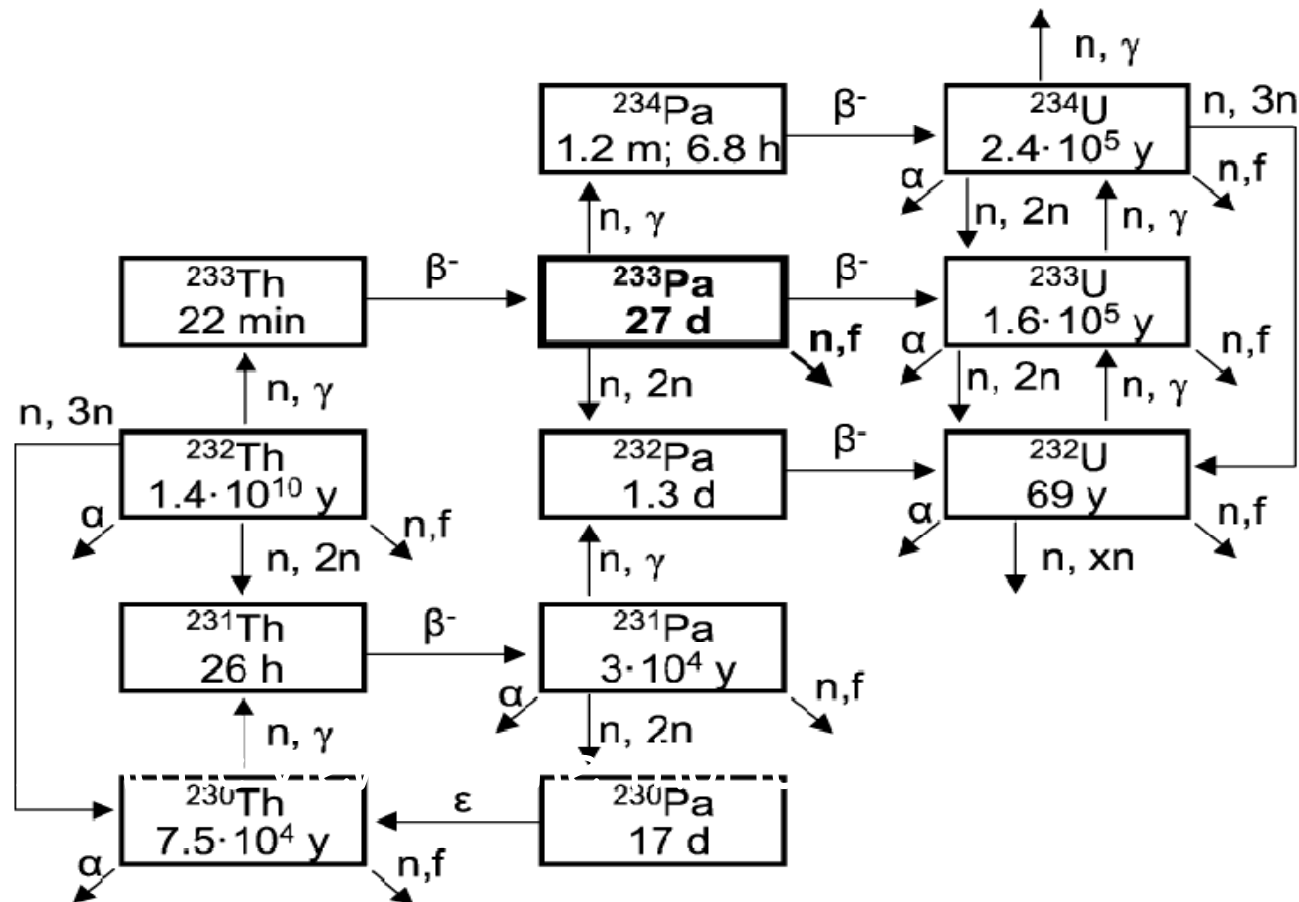 n, γ
²³⁴Pa
1.2 m; 6.8 h
β-
²³⁴U
2.4·10⁵ y
n, 3n
α
n,f
n, γ
n, 2n
n, γ
²³³Th
22 min
β-
²³³Pa
27 d
β-
²³³U
1.6·10⁵ y
n,f
α
n,f
n, γ
n, 2n
n, 2n
n, γ
n, 3n
²³²Th
1.4·10¹⁰ y
²³²Pa
1.3 d
β-
²³²U
69 y
α
n,f
α
n,f
n, 2n
n, γ
n, xn
²³¹Th
26 h
β-
²³¹Pa
3·10⁴ y
α
n,f
n, γ
n, 2n
²³⁰Th
7.5·10⁴ y
ε
²³⁰Pa
17 d
α
n,f